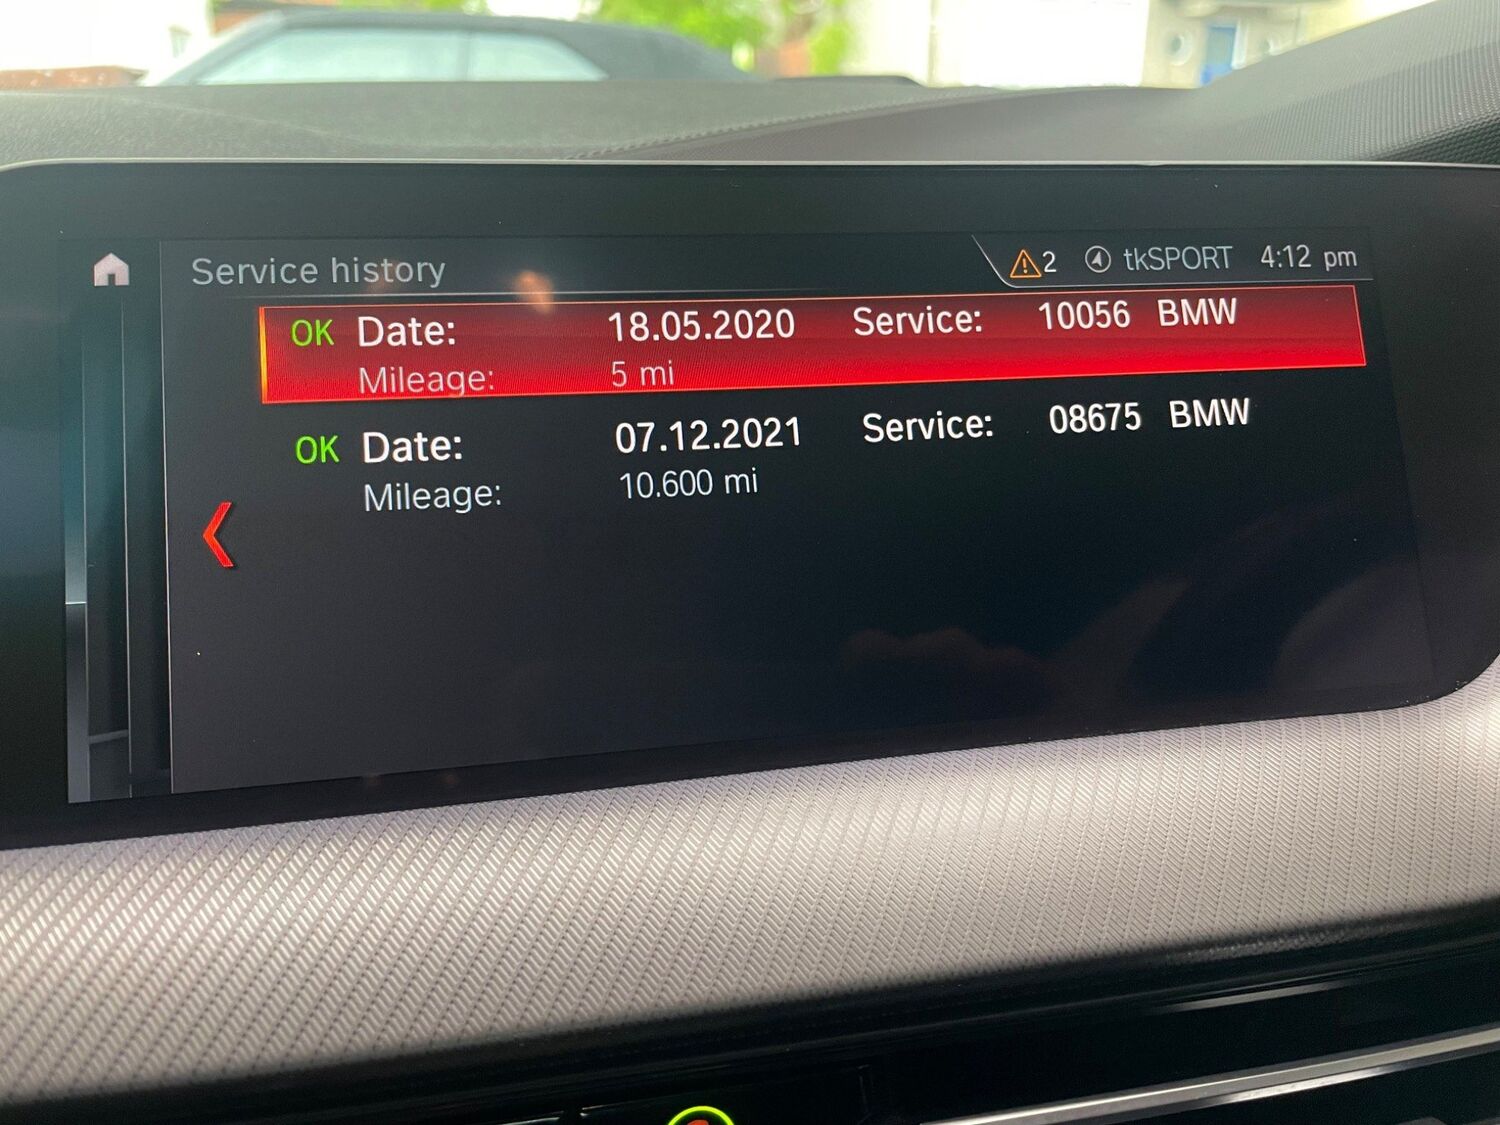 Service history 2 tkSPORT 4:12 pm
OK Date: 18.05.2020 Service: 10056 BMW
Mileage: 5 mi
OK Date: 07.12.2021 Service: 08675 BMW
Mileage: 10.600 mi